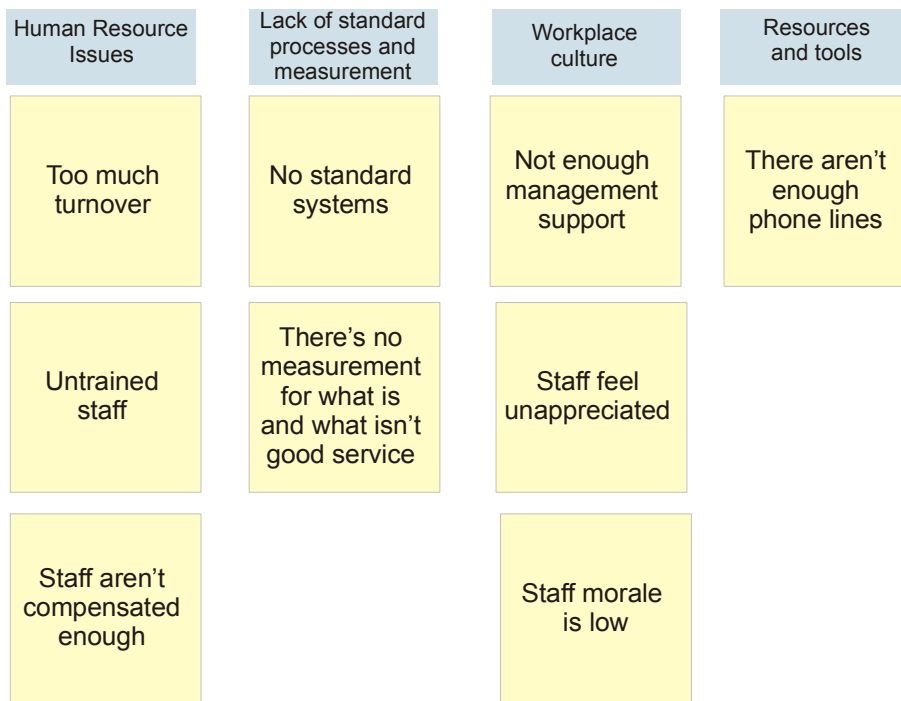 Human Resource
Issues
Lack of standard
processes and
measurement
Workplace
culture
Resources
and tools
Too much
turnover
No standard
systems
Not enough
management
support
There aren't
enough
phone lines
Untrained
staff
There’s no
measurement
for what is
and what isn’t
good service
Staff feel
unappreciated
Staff aren’t
compensated
enough
Staff morale
is low